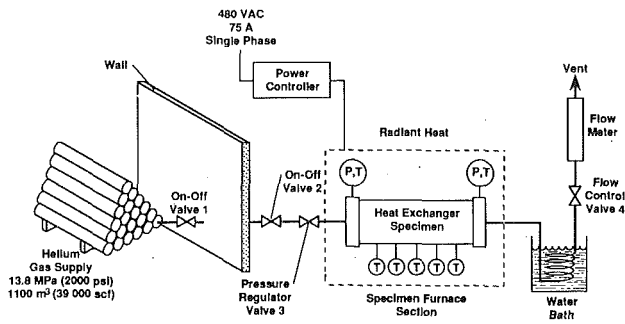 480 VAC
75 A
Single Phase
Wall
Power
Controller
Vent
Flow
Meter
Radiant Heat
On-Off
Valve 1
On-Off
Valve 2
P,T
P,T
Flow
Control
Valve 4
Heat Exchanger
Specimen
Helium
Gas Supply
13.8 MPa (2000 psi)
1100 m³ (39 000 scf)
T
T
T
T
T
Pressure
Regulator
Valve 3
Specimen Furnace
Section
Water
Bath